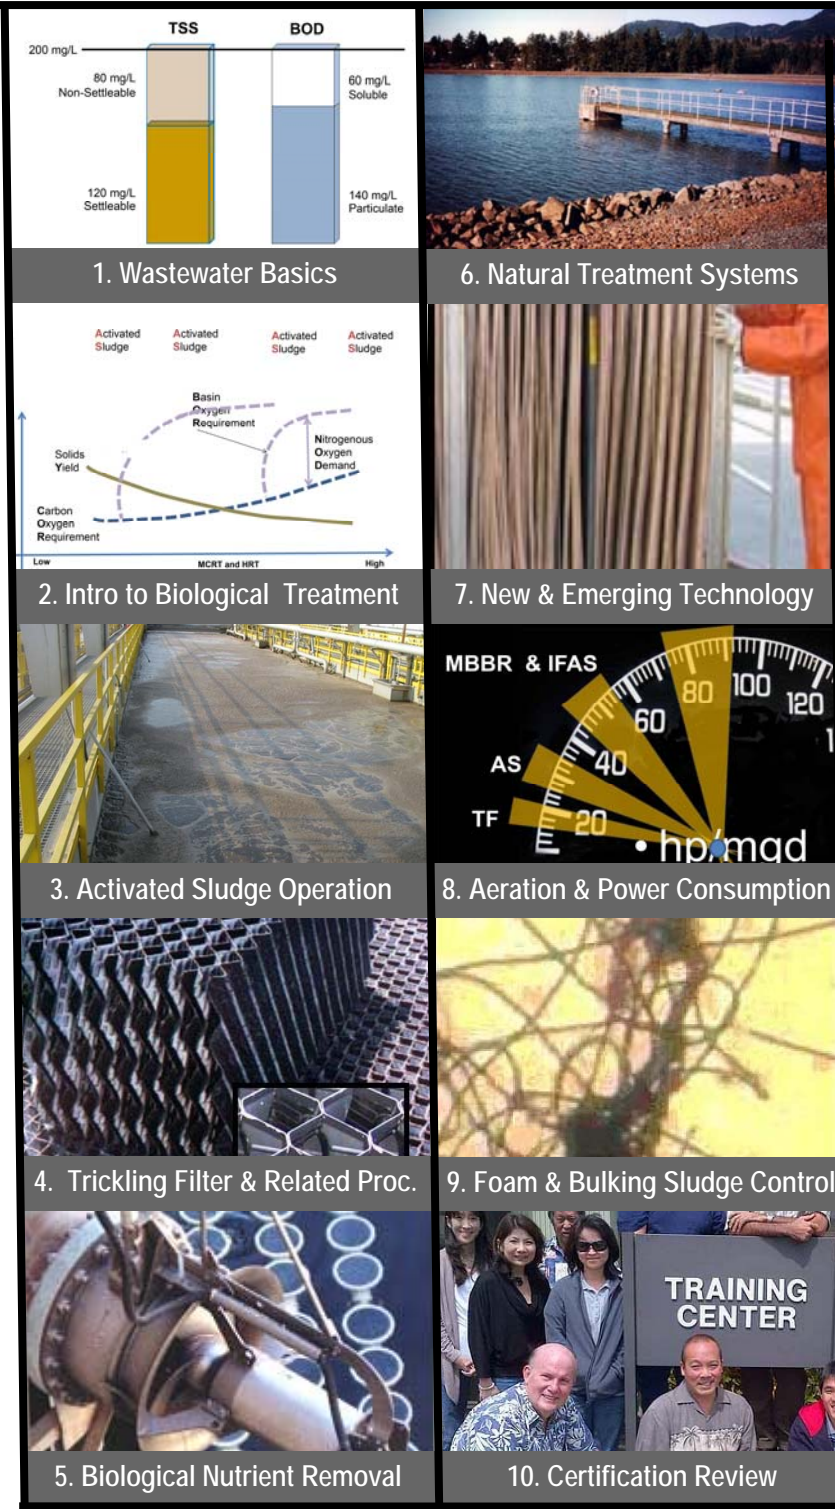 TSS
BOD
200 mg/L
80 mg/L
Non-Settleable
60 mg/L
Soluble
120 mg/L
Settleable
140 mg/L
Particulate
1. Wastewater Basics
6. Natural Treatment Systems
Activated
Sludge
Activated
Sludge
Activated
Sludge
Activated
Sludge
Basin
Oxygen
Requirement
Nitrogenous
Oxygen
Demand
Solids
Yield
Carbon
Oxygen
Requirement
Low
MCRT and HRT
High
2. Intro to Biological Treatment
7. New & Emerging Technology
MBBR & IFAS
AS
TF
20
40
60
80
100
120
1
• hp/mgd
3. Activated Sludge Operation
8. Aeration & Power Consumption
4. Trickling Filter & Related Proc.
9. Foam & Bulking Sludge Control
TRAINING
CENTER
5. Biological Nutrient Removal
10. Certification Review